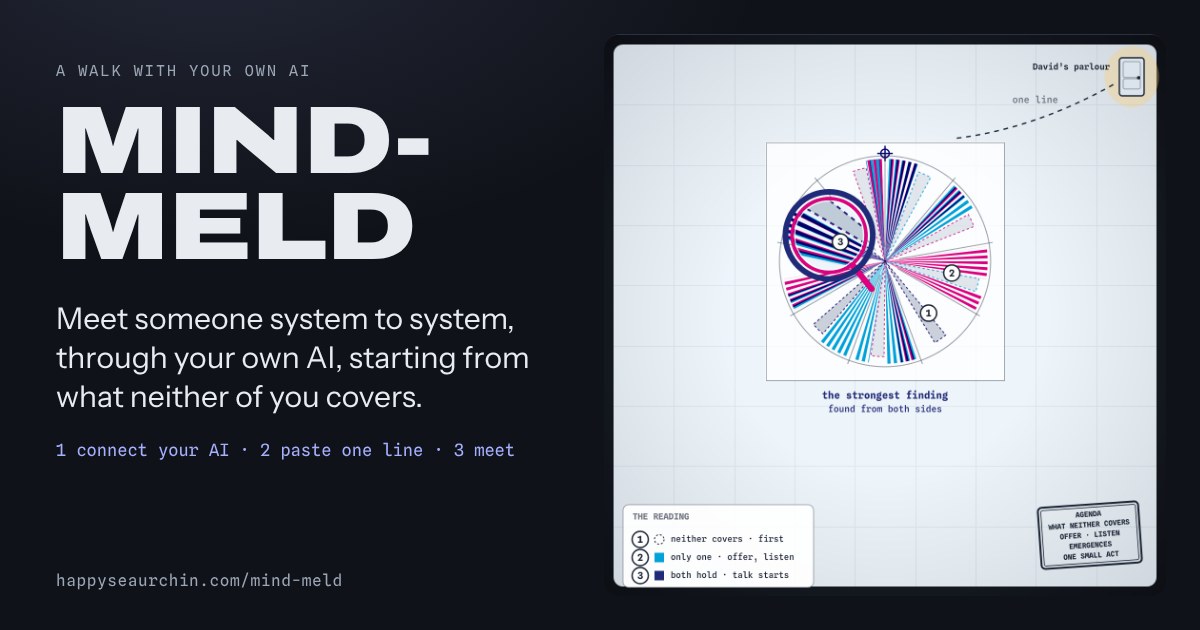 A WALK WITH YOUR OWN AI
MIND-
MELD
Meet someone system to system,
through your own AI, starting from
what neither of you covers.
1 connect your AI · 2 paste one line · 3 meet
happyseaurchin.com/mind-meld
David's parlour
one line
3
2
1
the strongest finding
found from both sides
THE READING
1 neither covers · first
2 only one · offer, listen
3 both hold · talk starts
AGENDA
WHAT NEITHER COVERS
OFFER · LISTEN
EMERGENCES
ONE SMALL ACT